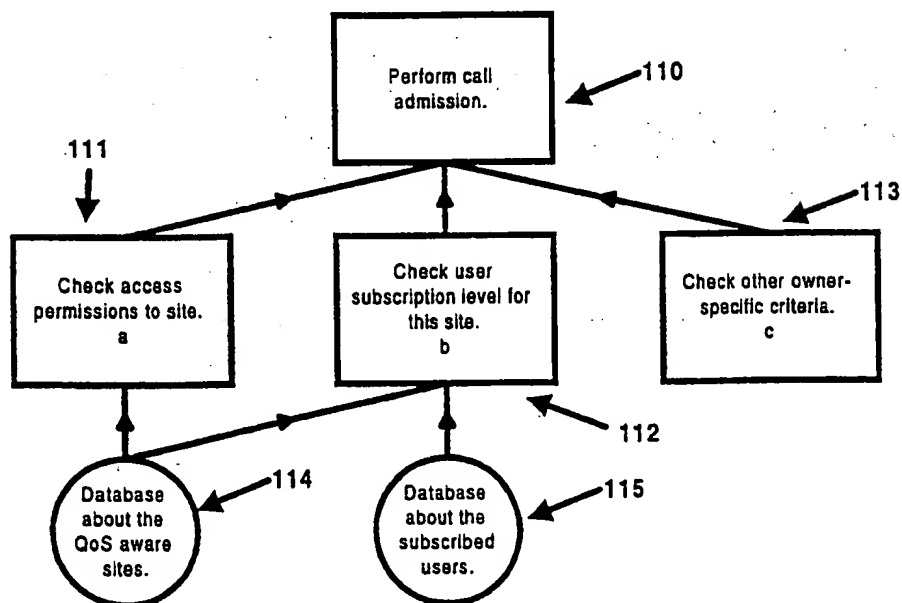 Perform call
admission.
110
111
113
Check access
permissions to site.
a
Check user
subscription level for
this site.
b
Check other owner-
specific criteria.
c
112
114
115
Database
about the
QoS aware
sites.
Database
about the
subscribed
users.